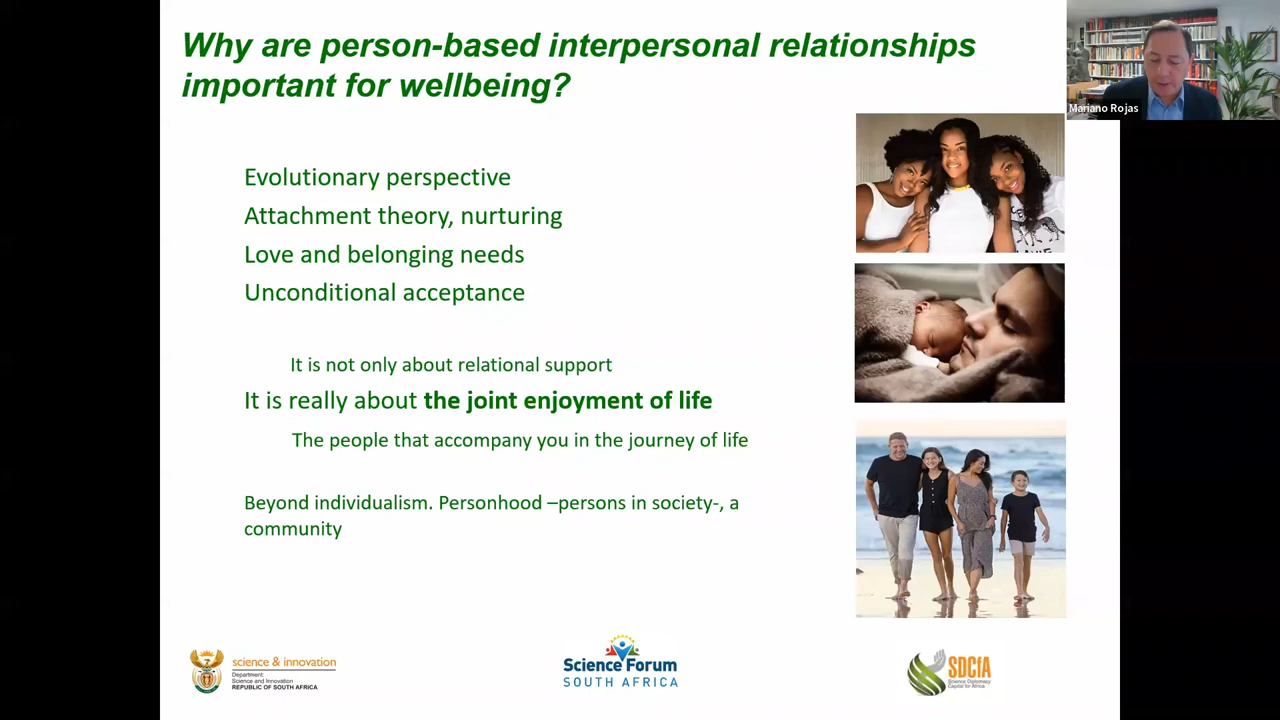 Why are person-based interpersonal relationships
important for wellbeing?
Mariano Rojas
Evolutionary perspective
Attachment theory, nurturing
Love and belonging needs
Unconditional acceptance
It is not only about relational support
It is really about the joint enjoyment of life
The people that accompany you in the journey of life
Beyond individualism. Personhood –persons in society-, a
community
science & innovation
Department:
Science and Innovation
REPUBLIC OF SOUTH AFRICA
Science Forum
SOUTH AFRICA
SDCfA
Science Diplomacy
Capital for Africa